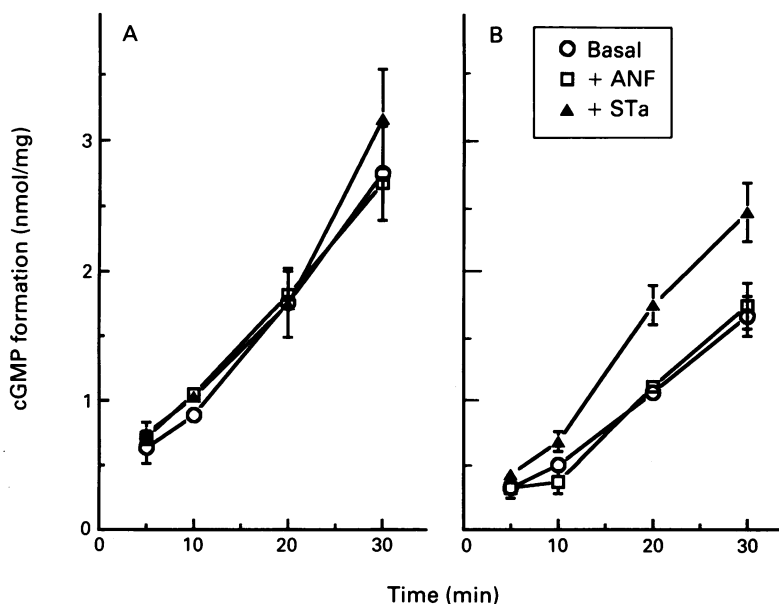 A
B
Basal
+ ANF
+ STa
cGMP formation (nmol/mg)
3
2
1
0
0 10 20 30
0 10 20 30
Time (min)